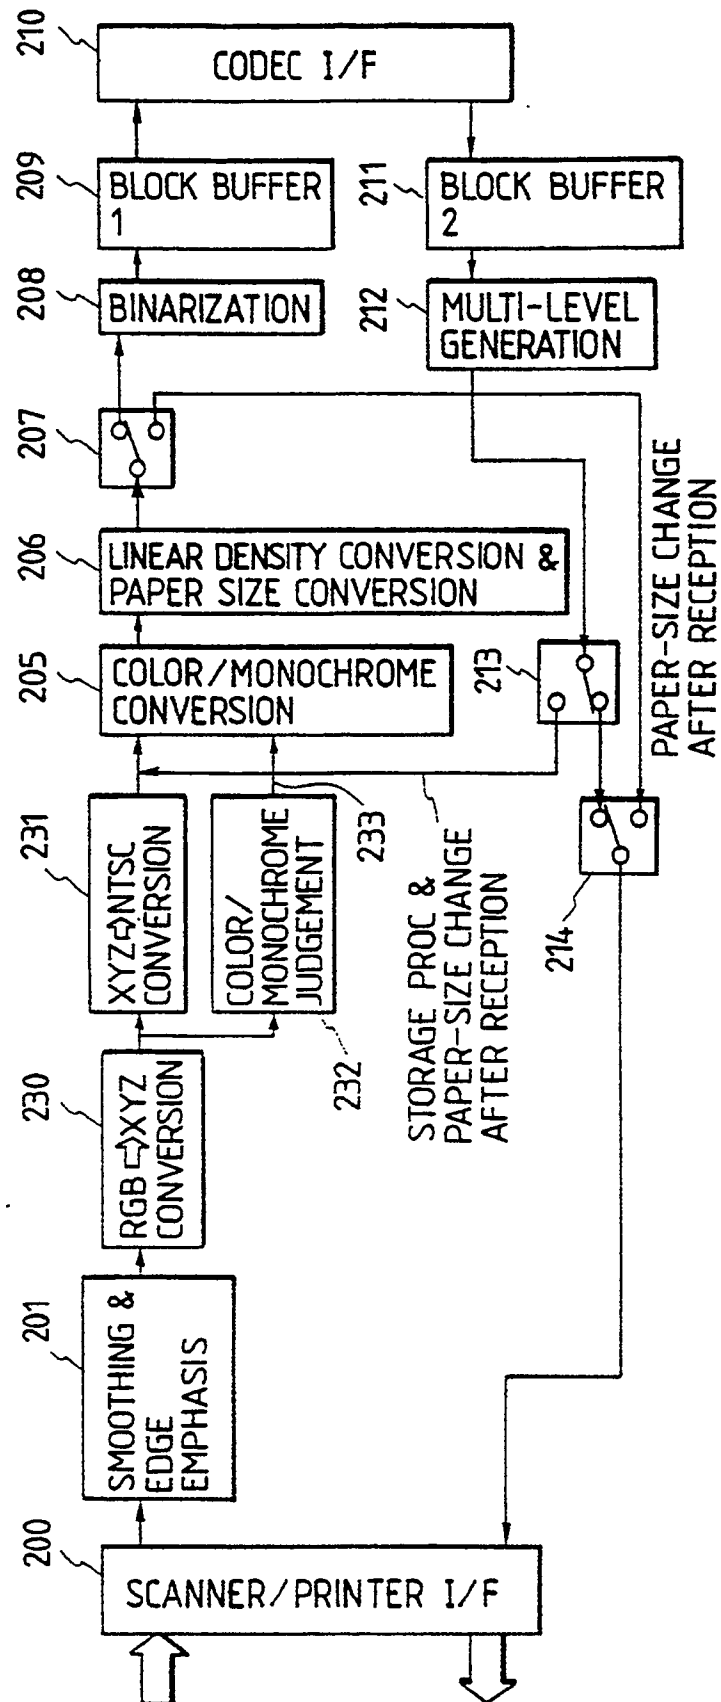 200
SCANNER/PRINTER I/F
201
SMOOTHING &
EDGE
EMPHASIS
230
RGB⇨XYZ
CONVERSION
231
XYZ⇨NTSC
CONVERSION
COLOR/
MONOCHROME
JUDGEMENT
232
233
205
COLOR/MONOCHROME
CONVERSION
206
LINEAR DENSITY CONVERSION &
PAPER SIZE CONVERSION
207
208
BINARIZATION
209
BLOCK BUFFER
1
210
CODEC I/F
211
BLOCK BUFFER
2
212
MULTI-LEVEL
GENERATION
213
214
STORAGE PROC &
PAPER-SIZE CHANGE
AFTER RECEPTION
PAPER-SIZE CHANGE
AFTER RECEPTION